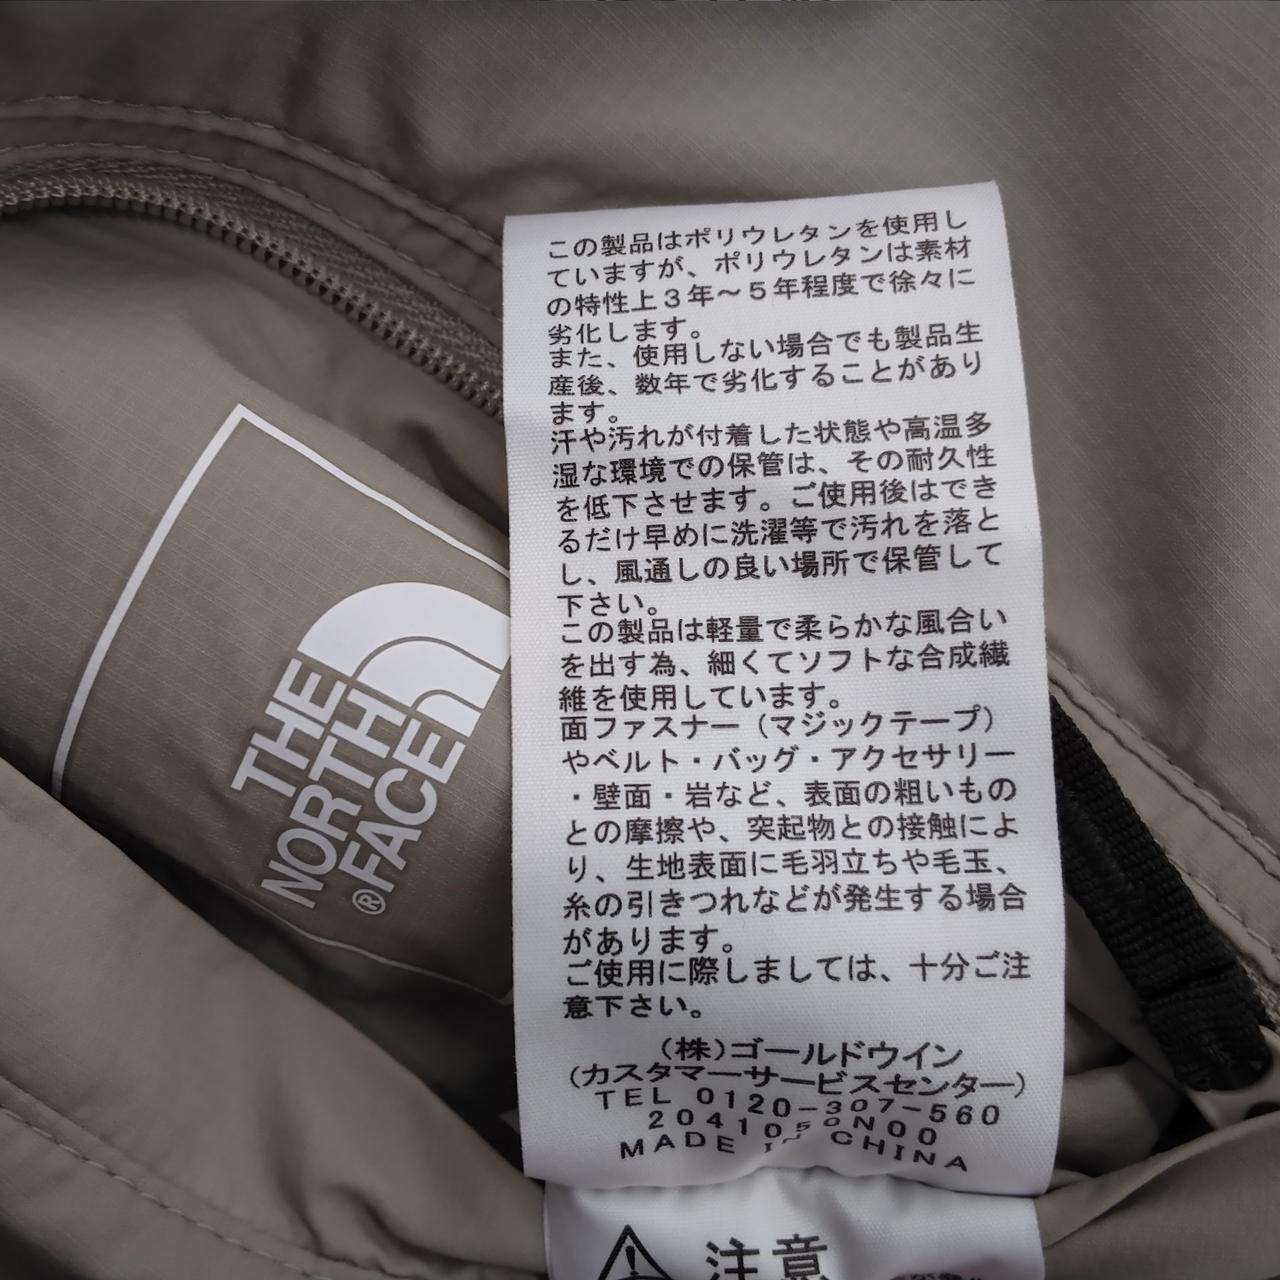 この製品はポリウレタンを使用し
ていますが、ポリウレタンは素材
の特性上3年～5年程度で徐々に
劣化します。
また、使用しない場合でも製品生
産後、数年で劣化することがあり
ます。
汗や汚れが付着した状態や高温多
湿な環境での保管は、その耐久性
を低下させます。ご使用後はでき
るだけ早めに洗濯等で汚れを落と
し、風通しの良い場所で保管して
下さい。
この製品は軽量で柔らかな風合い
を出す為、細くてソフトな合成繊
維を使用しています。
面ファスナー（マジックテープ）
やベルト・バッグ・アクセサリー
・壁面・岩など、表面の粗いもの
との摩擦や、突起物との接触によ
り、生地表面に毛羽立ちや毛玉、
糸の引きつれなどが発生する場合
があります。
ご使用に際しましては、十分ご注
意下さい。
(株)ゴールドウイン
(カスタマーサービスセンター)
TEL 0120-307-560
2041050N00
MADE IN CHINA
注意
THE
NORTH
FACE®